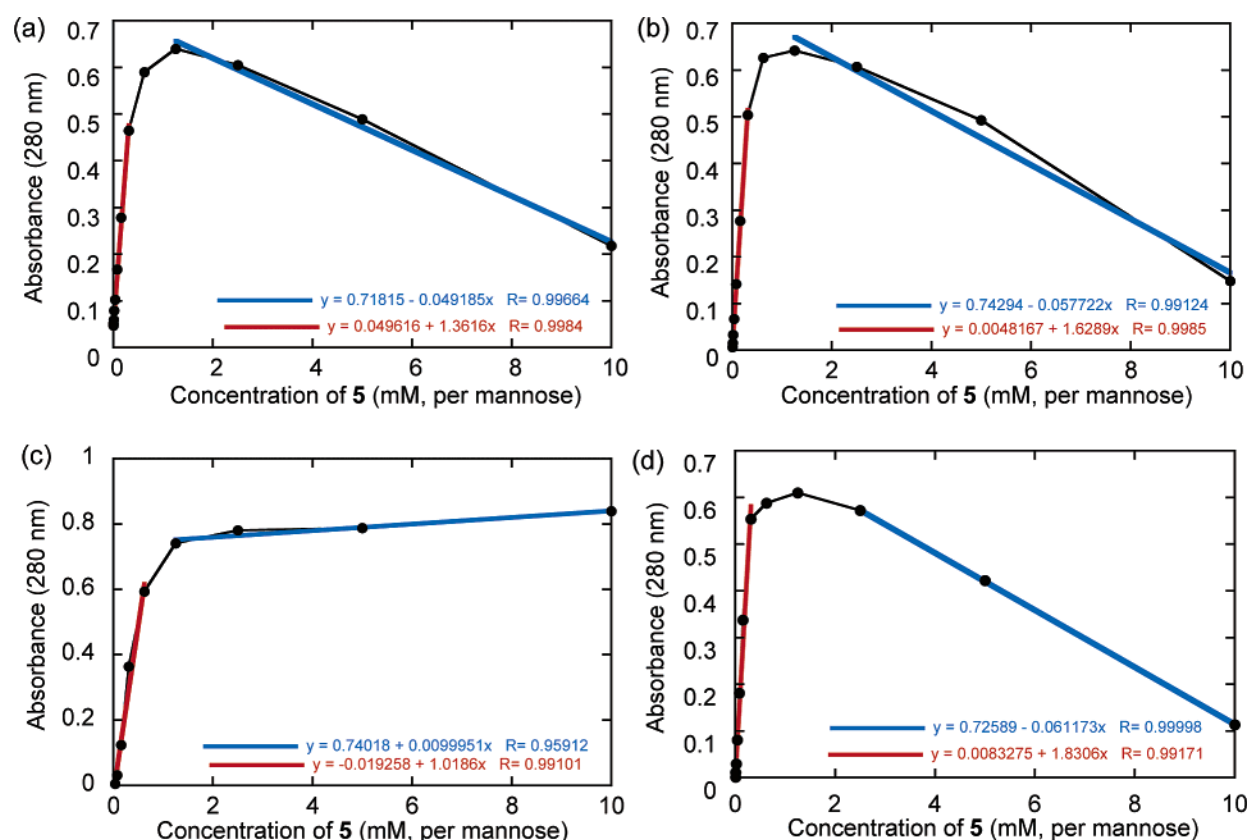 (a)
0.7
0.6
0.5
0.4
0.3
0.2
0.1
0
Absorbance (280 nm)
y = 0.71815 - 0.049185x R= 0.99664
y = 0.049616 + 1.3616x R= 0.9984
0 2 4 6 8 10
Concentration of 5 (mM, per mannose)
(b)
0.7
0.6
0.5
0.4
0.3
0.2
0.1
0
Absorbance (280 nm)
y = 0.74294 - 0.057722x R= 0.99124
y = 0.0048167 + 1.6289x R= 0.9985
0 2 4 6 8 10
Concentration of 5 (mM, per mannose)
(c)
1
0.8
0.6
0.4
0.2
0
Absorbance (280 nm)
y = 0.74018 + 0.0099951x R= 0.95912
y = -0.019258 + 1.0186x R= 0.99101
0 2 4 6 8 10
Concentration of 5 (mM, per mannose)
(d)
0.7
0.6
0.5
0.4
0.3
0.2
0.1
0
Absorbance (280 nm)
y = 0.72589 - 0.061173x R= 0.99998
y = 0.0083275 + 1.8306x R= 0.99171
0 2 4 6 8 10
Concentration of 5 (mM, per mannose)